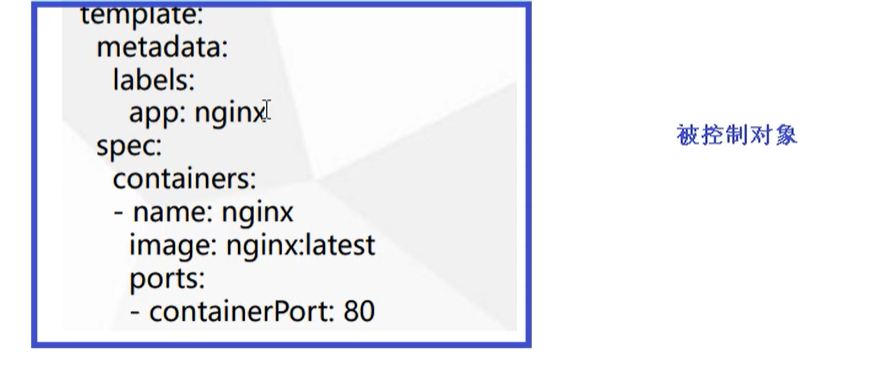 template:
metadata:
labels:
app: nginx
被控制对象
spec:
containers:
- name: nginx
image: nginx:latest
ports:
- containerPort: 80